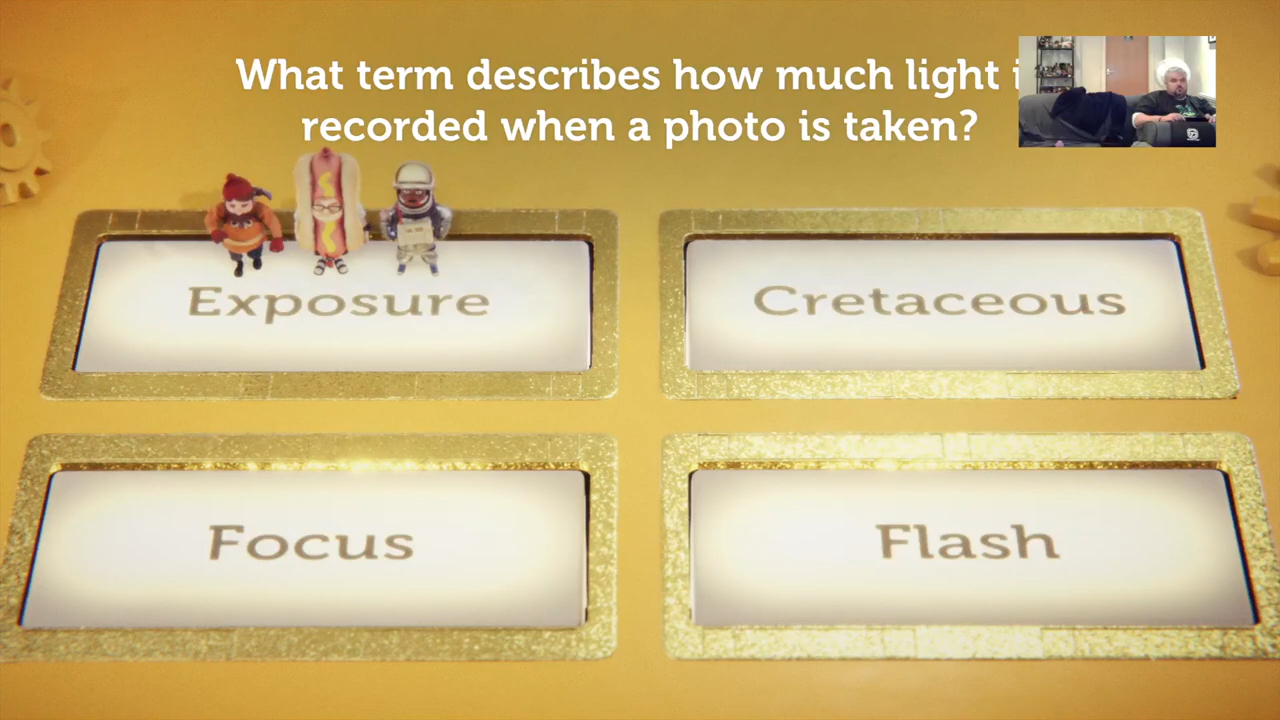 What term describes how much light i
recorded when a photo is taken?
Exposure
Cretaceous
Focus
Flash